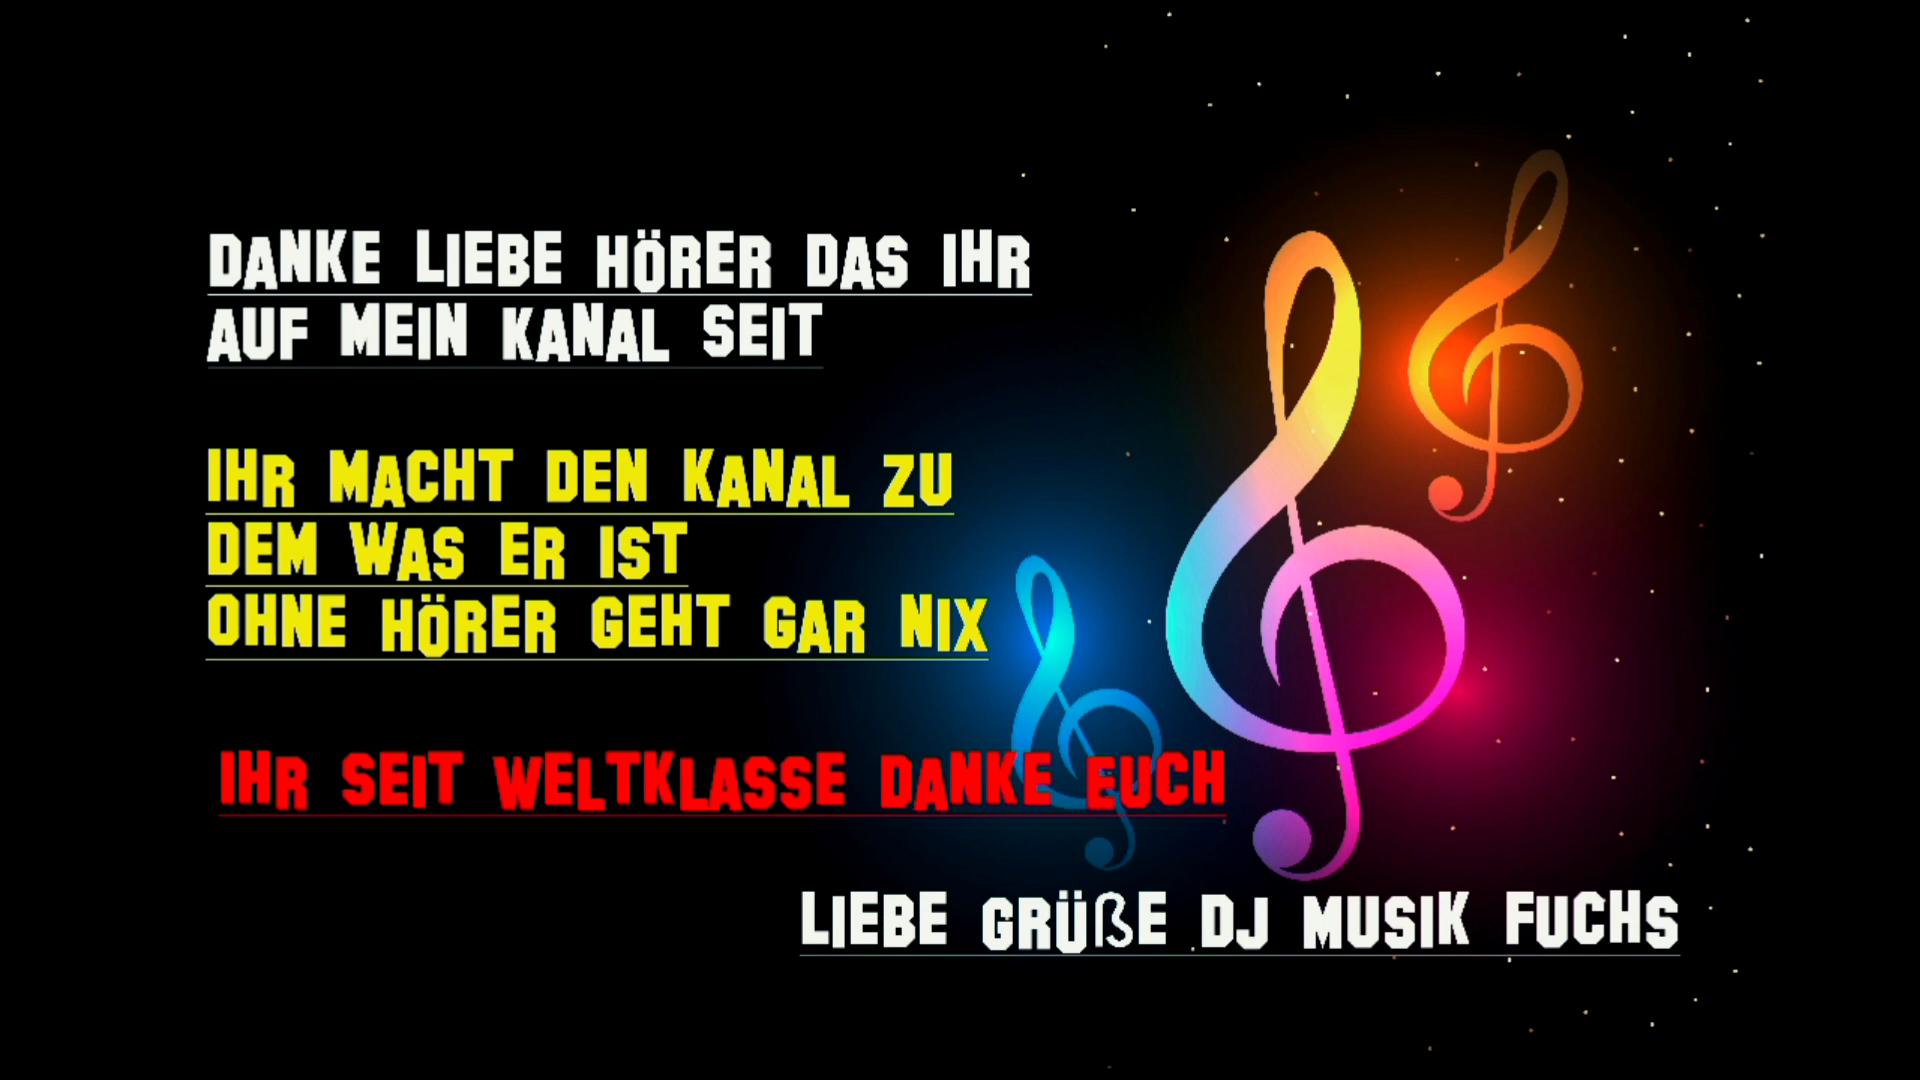 DANKE LIEBE HÖRER DAS IHR
AUF MEIN KANAL SEIT
IHR MACHT DEN KANAL ZU
DEM WAS ER IST
OHNE HÖRER GEHT GAR NIX
IHR SEIT WELTKLASSE DANKE EUCH
LIEBE GRÜßE DJ MUSIK FUCHS